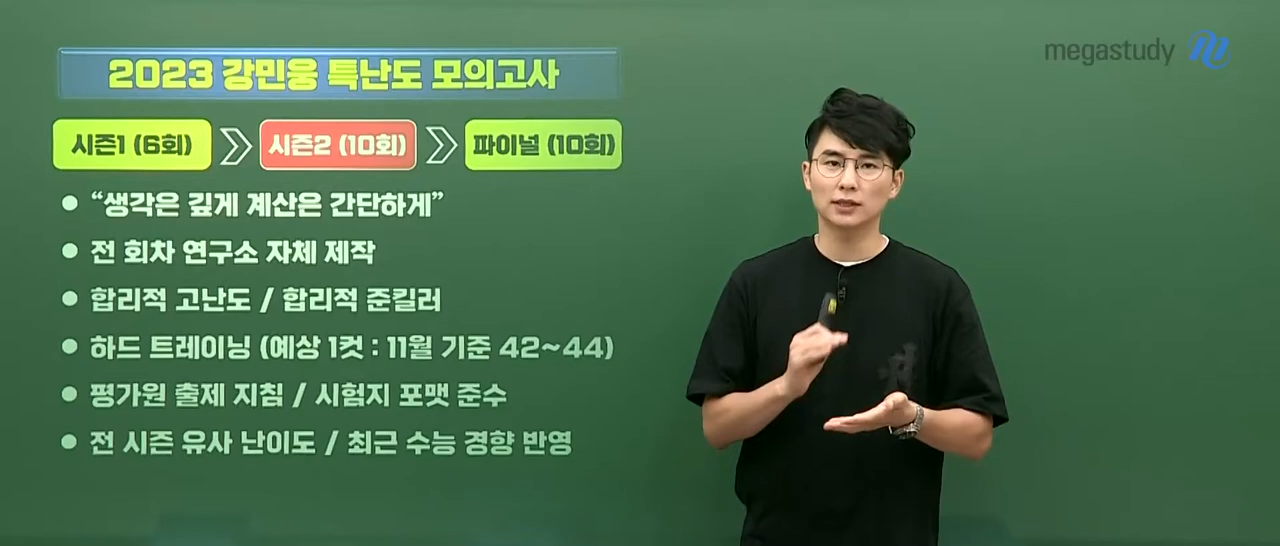 megastudy
2023 강민웅 특난도 모의고사
시즌1 (6회)
시즌2 (10회)
파이널 (10회)
“생각은 깊게 계산은 간단하게”
전 회차 연구소 자체 제작
합리적 고난도 / 합리적 준킬러
하드 트레이닝 (예상 1컷 : 11월 기준 42~44)
평가원 출제 지침 / 시험지 포맷 준수
전 시즌 유사 난이도 / 최근 수능 경향 반영